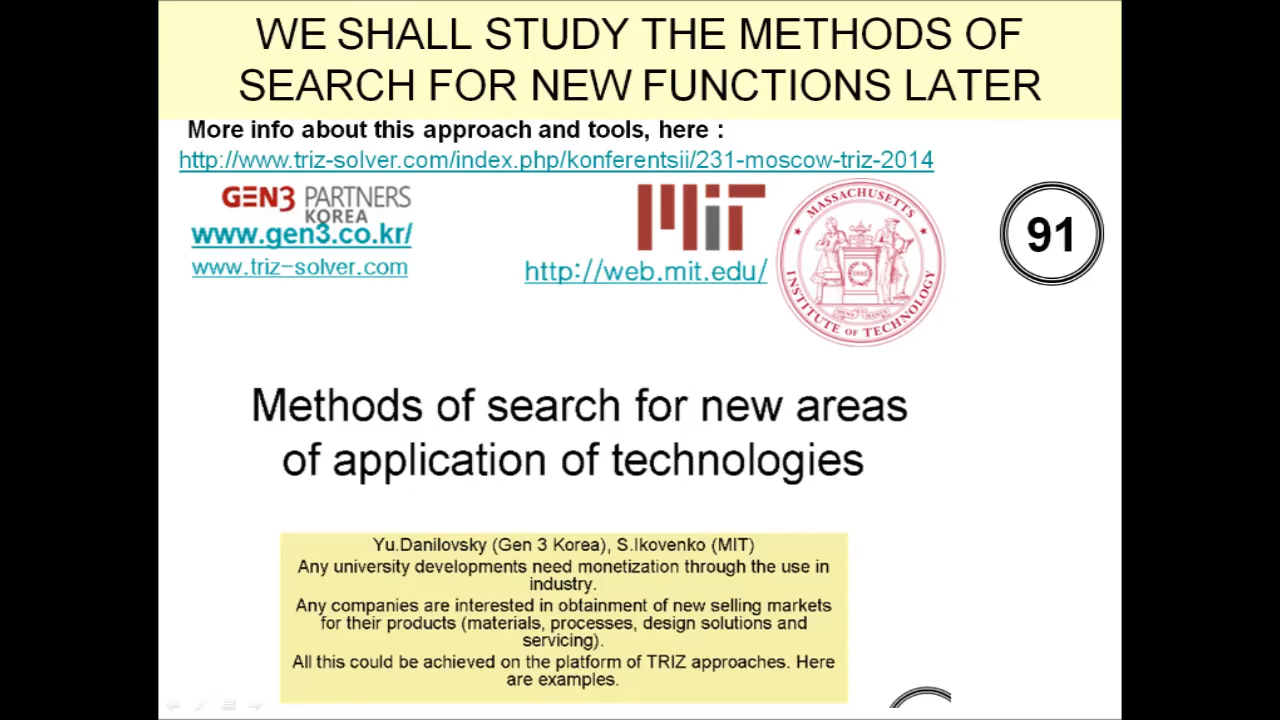 WE SHALL STUDY THE METHODS OF
SEARCH FOR NEW FUNCTIONS LATER
More info about this approach and tools, here :
http://www.triz-solver.com/index.php/konferentsii/231-moscow-triz-2014
GEN3 PARTNERS
KOREA
www.gen3.co.kr/
www.triz-solver.com
MIT
http://web.mit.edu/
MASSACHUSETTS
INSTITUTE OF TECHNOLOGY
1861
91
Methods of search for new areas
of application of technologies
Yu.Danilovsky (Gen 3 Korea), S.Ikovenko (MIT)
Any university developments need monetization through the use in
industry.
Any companies are interested in obtainment of new selling markets
for their products (materials, processes, design solutions and
servicing).
All this could be achieved on the platform of TRIZ approaches. Here
are examples.